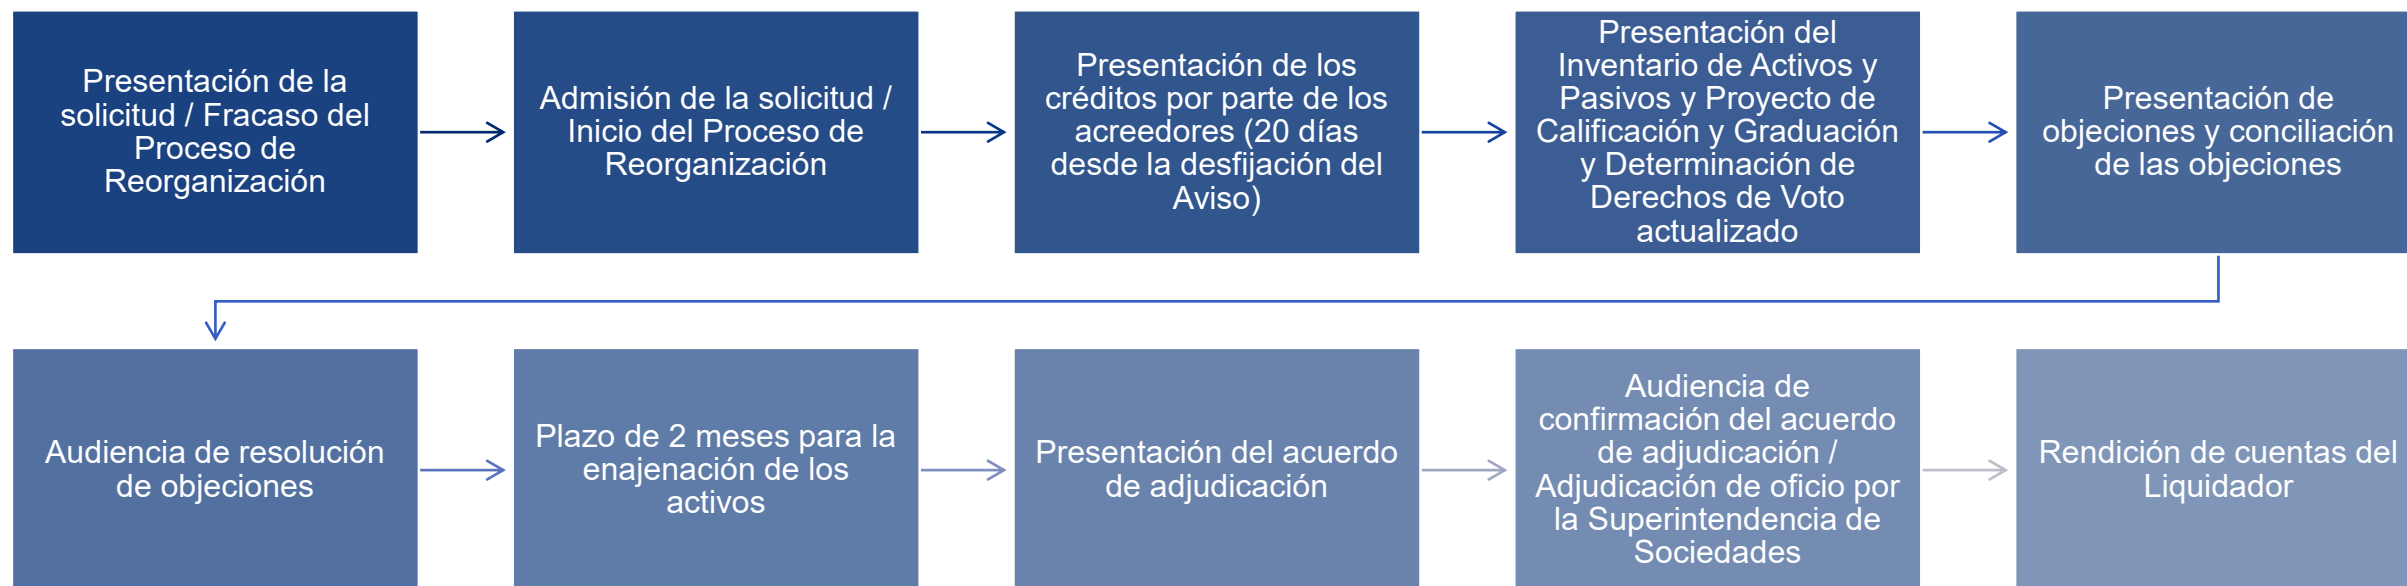 Presentación de la
solicitud / Fracaso del
Proceso de
Reorganización
Admisión de la solicitud /
Inicio del Proceso de
Reorganización
Presentación de los
créditos por parte de los
acreedores (20 días
desde la desfijación del
Aviso)
Presentación del
Inventario de Activos y
Pasivos y Proyecto de
Calificación y Graduación
y Determinación de
Derechos de Voto
actualizado
Presentación de
objeciones y conciliación
de las objeciones
Audiencia de resolución
de objeciones
Plazo de 2 meses para la
enajenación de los
activos
Presentación del acuerdo
de adjudicación
Audiencia de
confirmación del acuerdo
de adjudicación /
Adjudicación de oficio por
la Superintendencia de
Sociedades
Rendición de cuentas del
Liquidador